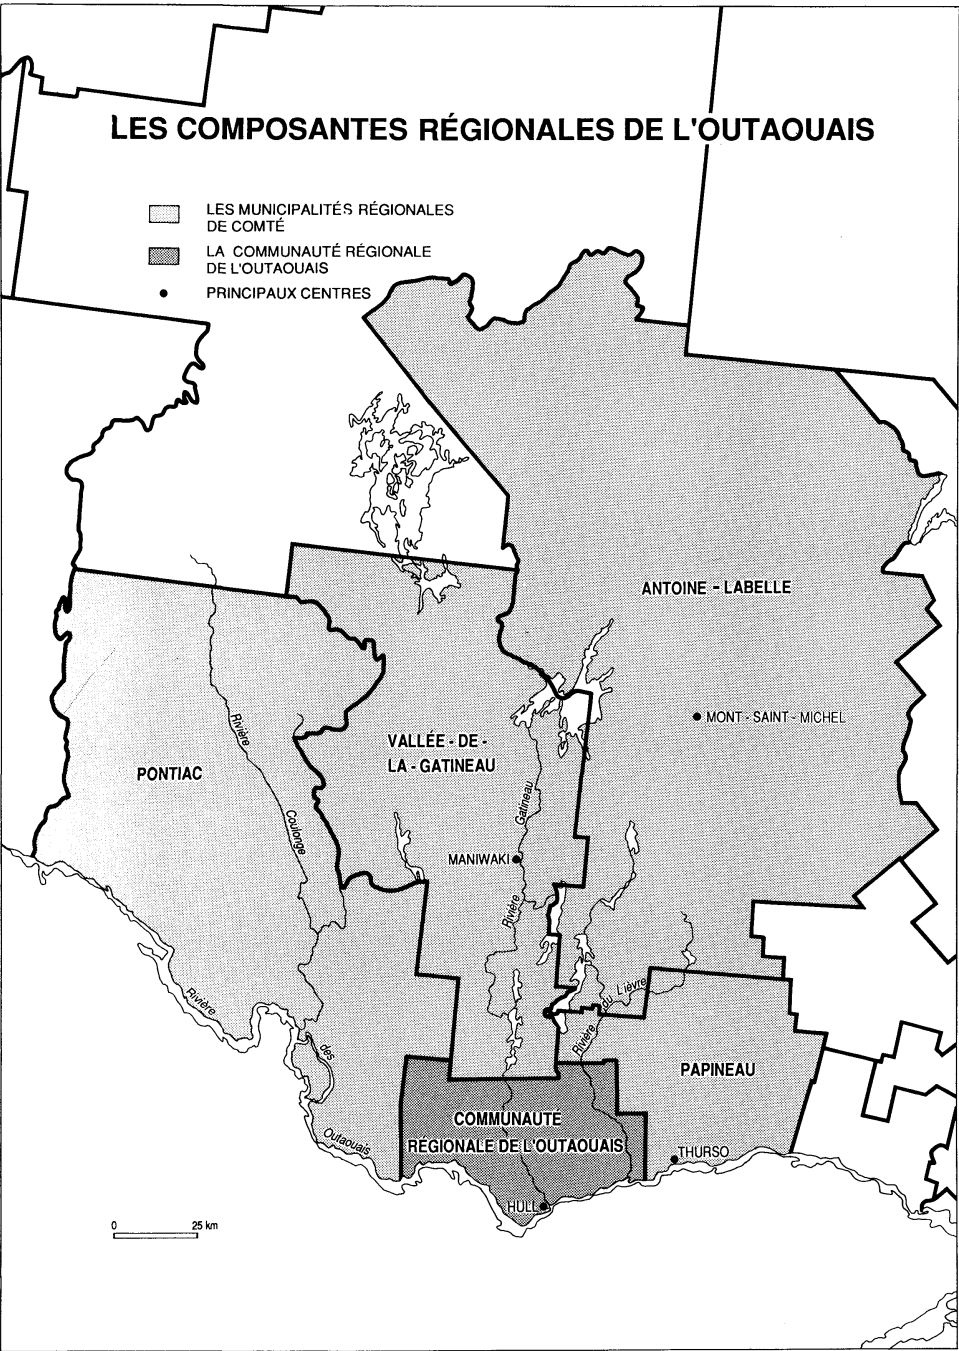 LES COMPOSANTES RÉGIONALES DE L'OUTAOUAIS
LES MUNICIPALITÉS RÉGIONALES
DE COMTÉ
LA COMMUNAUTÉ RÉGIONALE
DE L'OUTAOUAIS
PRINCIPAUX CENTRES
ANTOINE - LABELLE
MONT - SAINT - MICHEL
Rivière
VALLÉE - DE -
LA - GATINEAU
PONTIAC
Gatineau
Coulonge
MANIWAKI
Rivière
Rivière
du Lièvre
Rivière
des
PAPINEAU
COMMUNAUTÉ
RÉGIONALE DE L'OUTAOUAIS
Outaouais
THURSO
HULL
0 25 km